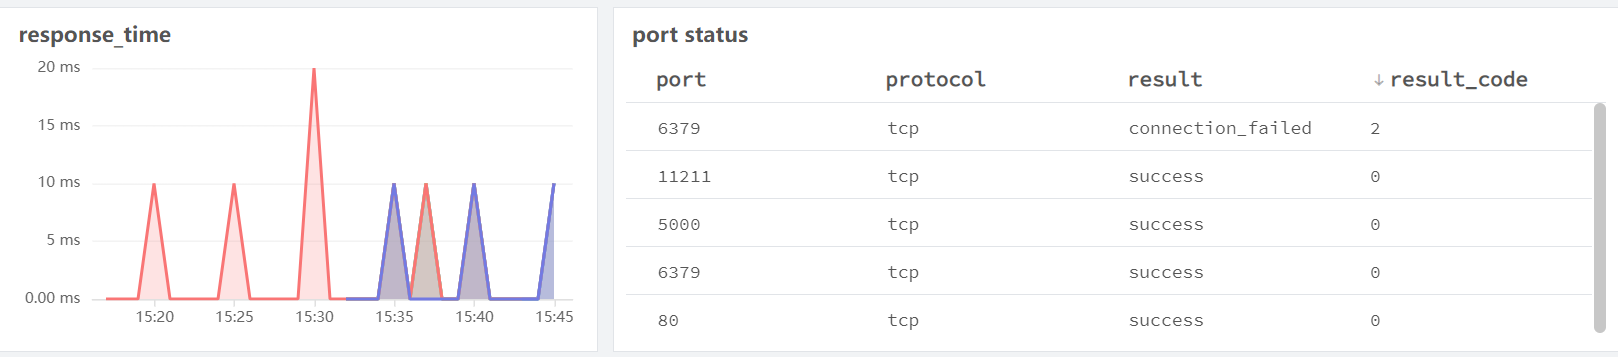 response_time
20 ms
15 ms
10 ms
5 ms
0.00 ms
15:20 15:25 15:30 15:35 15:40 15:45
port status
port protocol result ↓ result_code
6379 tcp connection_failed 2
11211 tcp success 0
5000 tcp success 0
6379 tcp success 0
80 tcp success 0